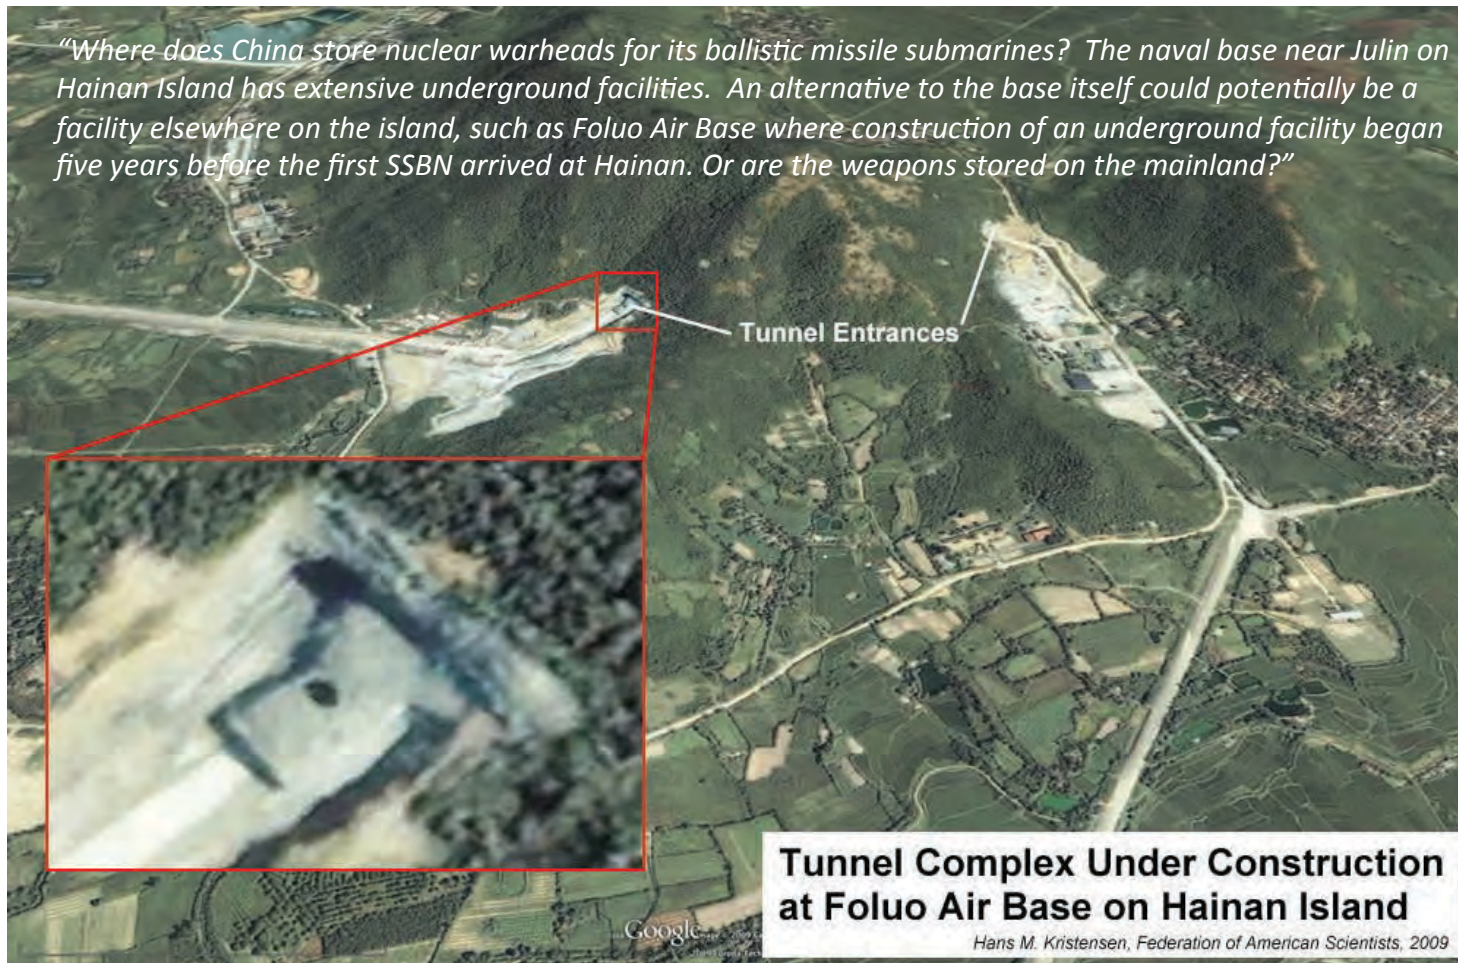 “Where does China store nuclear warheads for its ballistic missile submarines?  The naval base near Julin on
Hainan Island has extensive underground facilities.  An alternative to the base itself could potentially be a
facility elsewhere on the island, such as Foluo Air Base where construction of an underground facility began
five years before the first SSBN arrived at Hainan. Or are the weapons stored on the mainland?”
Tunnel Entrances
Tunnel Complex Under Construction
at Foluo Air Base on Hainan Island
Hans M. Kristensen, Federation of American Scientists, 2009
Google